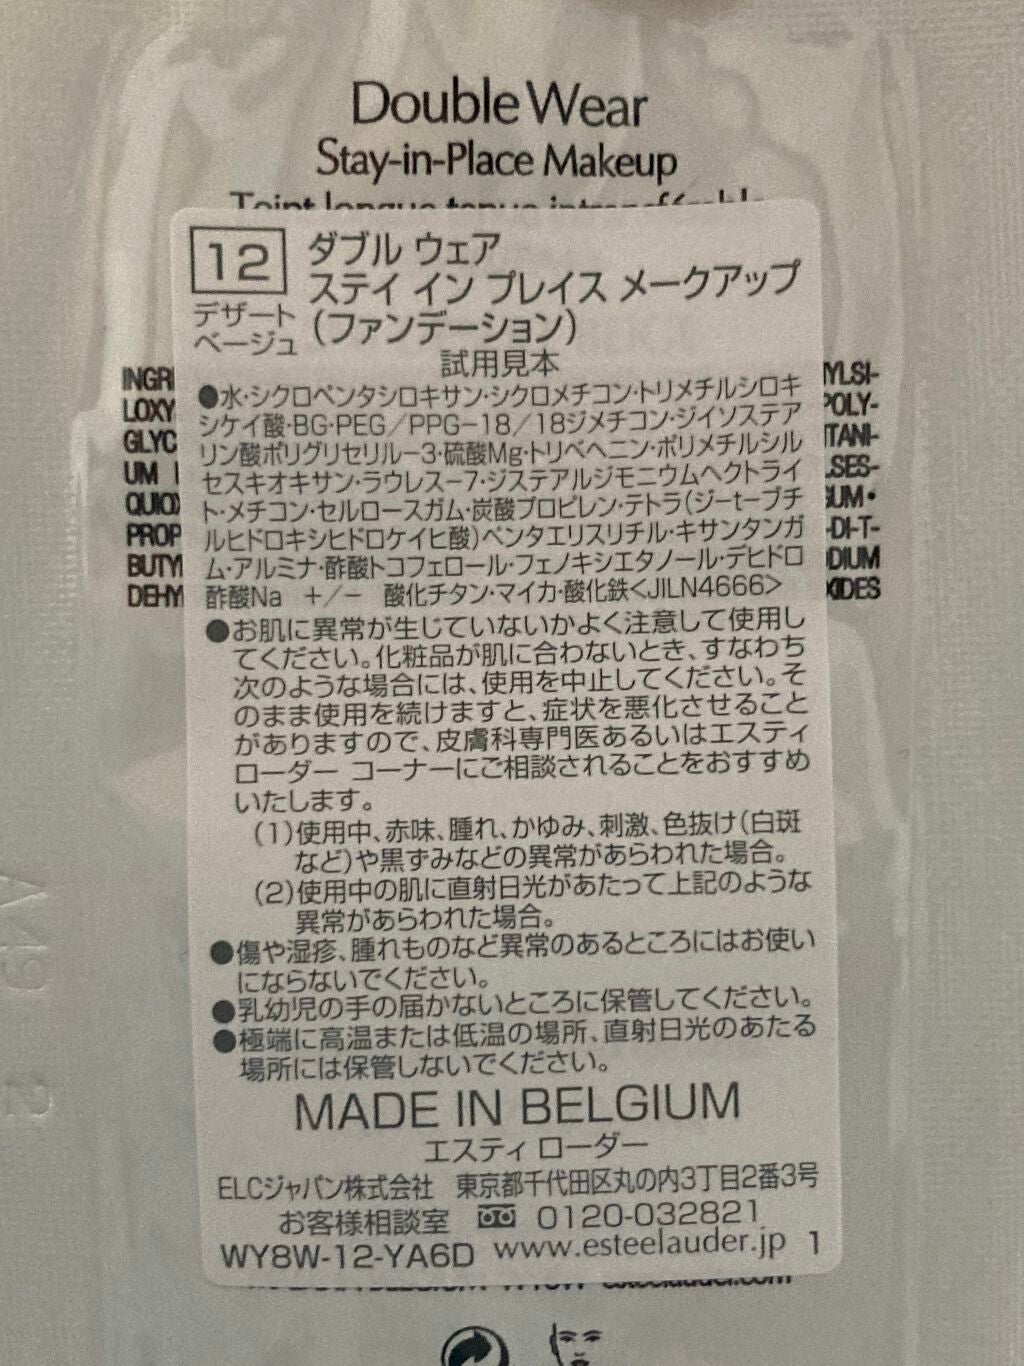 Double Wear
Stay-in-Place Makeup
Teint longue tenue intransférable
12
デザート
ベージュ
ダブル ウェア
ステイ イン プレイス メークアップ
(ファンデーション)
試用見本
INGR
LOXY
GLYC
UM
QUIOX
PROP
BUTY
DEHY
●水･シクロペンタシロキサン･シクロメチコン･トリメチルシロキ
シケイ酸･BG･PEG/PPG-18/18ジメチコン･ジイソステア
リン酸ポリグリセリル-3･硫酸Mg･トリベヘニン･ポリメチルシル
セスキオキサン･ラウレス-7･ジステアルジモニウムヘクトライ
ト･メチコン･セルロースガム･炭酸プロピレン･テトラ(ジ-t-ブチ
ルヒドロキシヒドロケイヒ酸)ペンタエリスリチル･キサンタンガ
ム･アルミナ･酢酸トコフェロール･フェノキシエタノール･デヒドロ
酢酸Na +/- 酸化チタン･マイカ･酸化鉄<JILN4666>
YLSI-
POLY-
TANI-
SES-
UM•
-DI-T-
DIUM
XIDES
●お肌に異常が生じていないかよく注意して使用し
てください。化粧品が肌に合わないとき、すなわち
次のような場合には、使用を中止してください。そ
のまま使用を続けますと、症状を悪化させること
がありますので、皮膚科専門医あるいはエスティ
ローダー コーナーにご相談されることをおすすめ
いたします。
(1)使用中、赤味、腫れ、かゆみ、刺激、色抜け(白斑
など)や黒ずみなどの異常があらわれた場合。
(2)使用中の肌に直射日光があたって上記のような
異常があらわれた場合。
●傷や湿疹、腫れものなど異常のあるところにはお使い
にならないでください。
●乳幼児の手の届かないところに保管してください。
●極端に高温または低温の場所、直射日光のあたる
場所には保管しないでください。
MADE IN BELGIUM
エスティ ローダー
ELCジャパン株式会社 東京都千代田区丸の内3丁目2番3号
お客様相談室 0120-032821
WY8W-12-YA6D www.esteelauder.jp 1
esteelauder.com